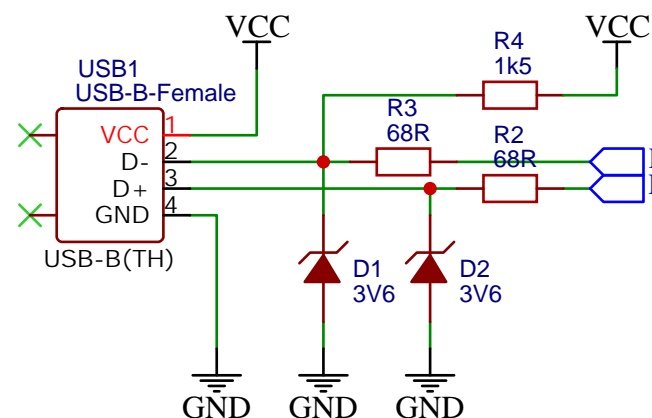 VCC
VCC
R4
1k5
USB1
USB-B-Female
R3
68R
R2
68R
VCC
1
D-
2
D+
3
GND
4
USB-B(TH)
D1
3V6
D2
3V6
GND
GND
GND